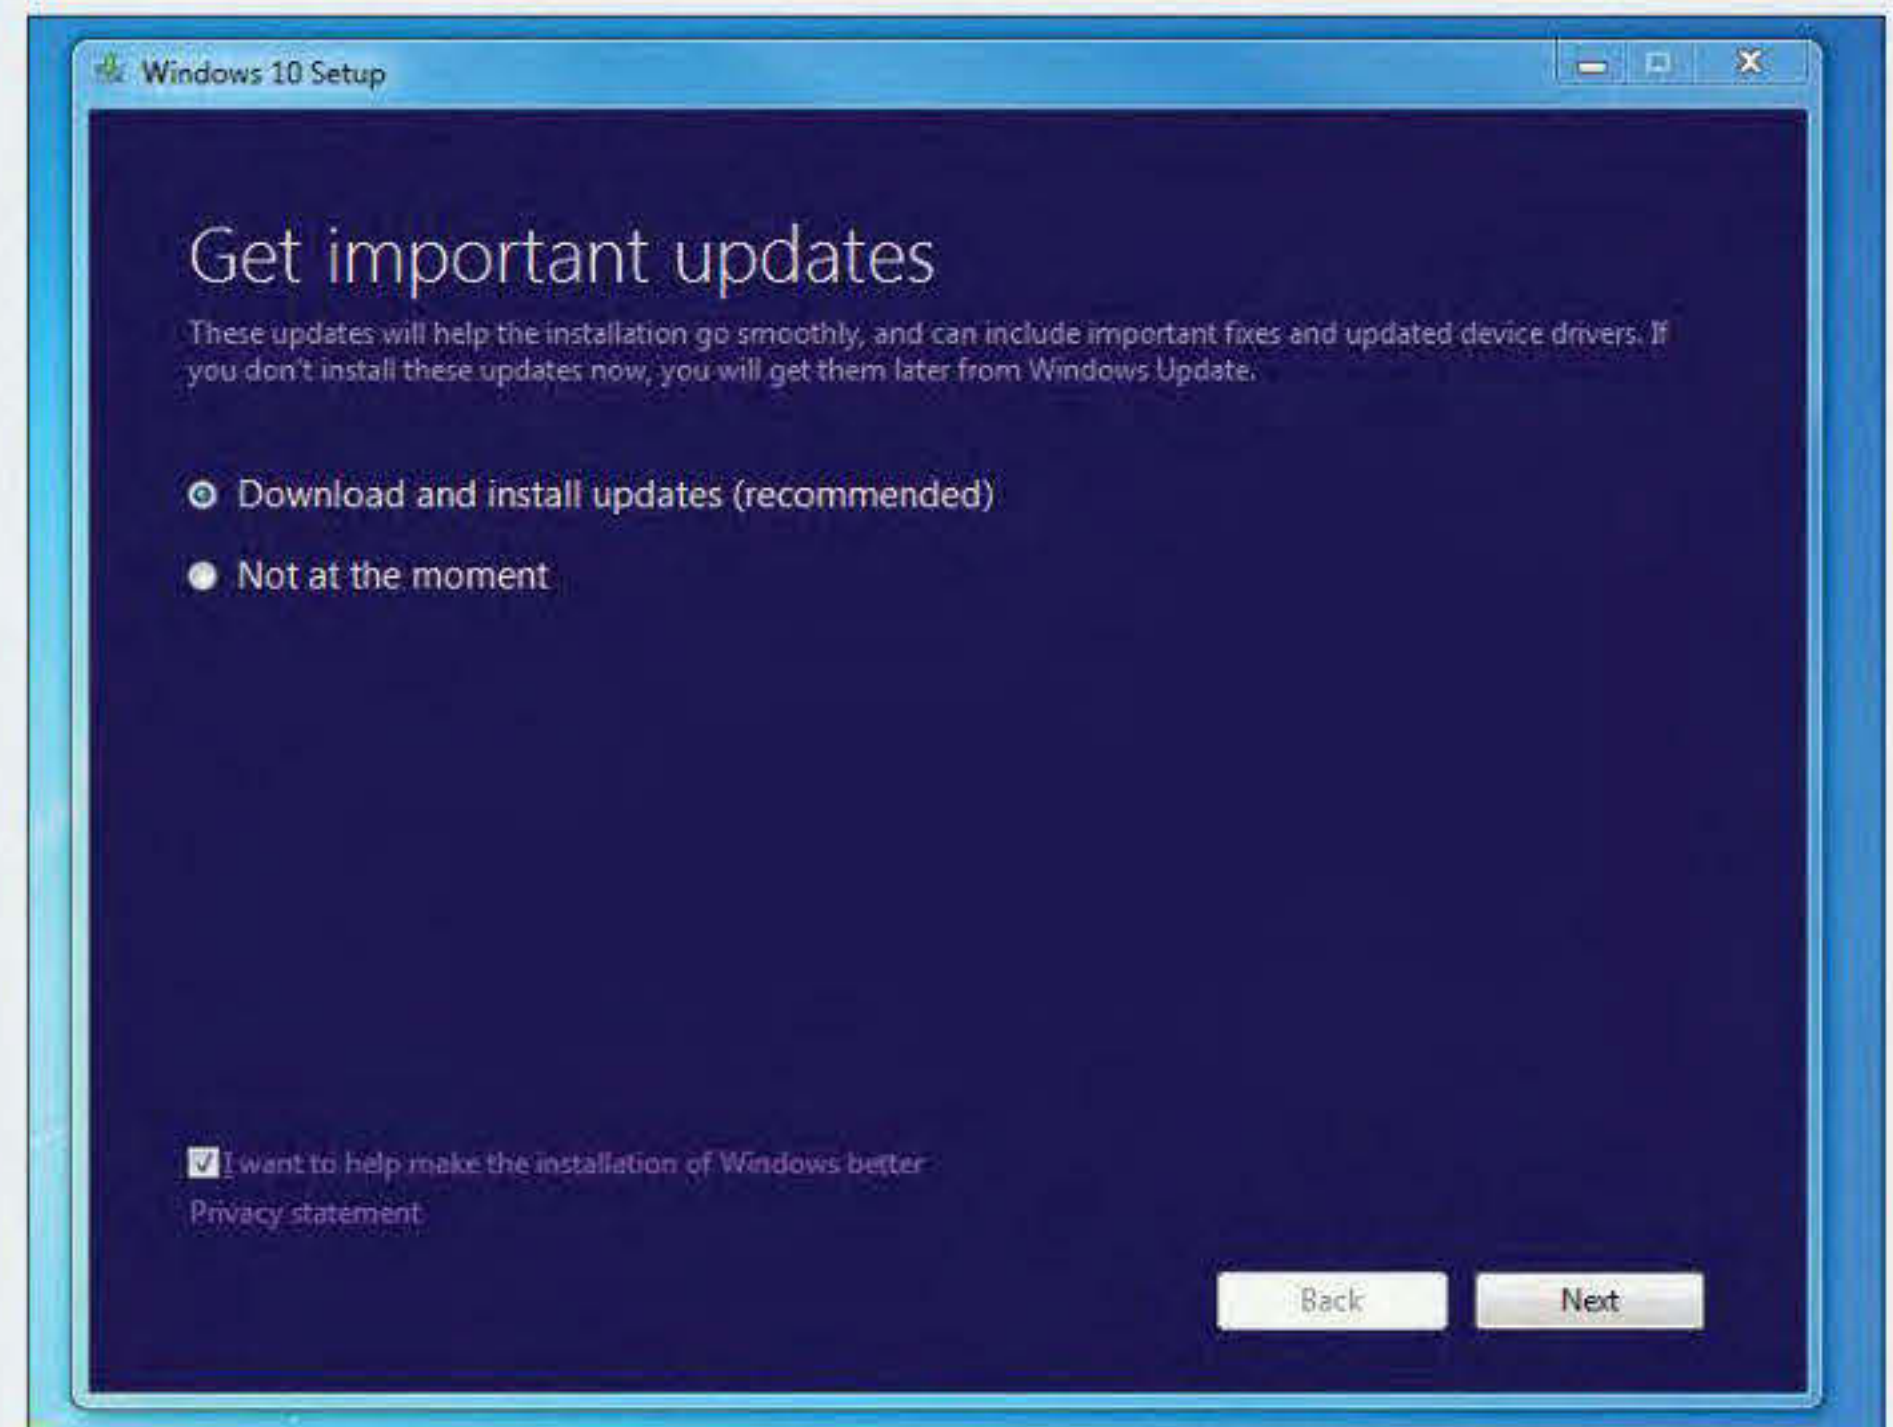 Windows 10 Setup
Get important updates
These updates will help the installation go smoothly, and can include important fixes and updated device drivers. If
you don't install these updates now, you will get them later from Windows Update.
Download and install updates (recommended)
Not at the moment
I want to help make the installation of Windows better
Privacy statement
Back
Next